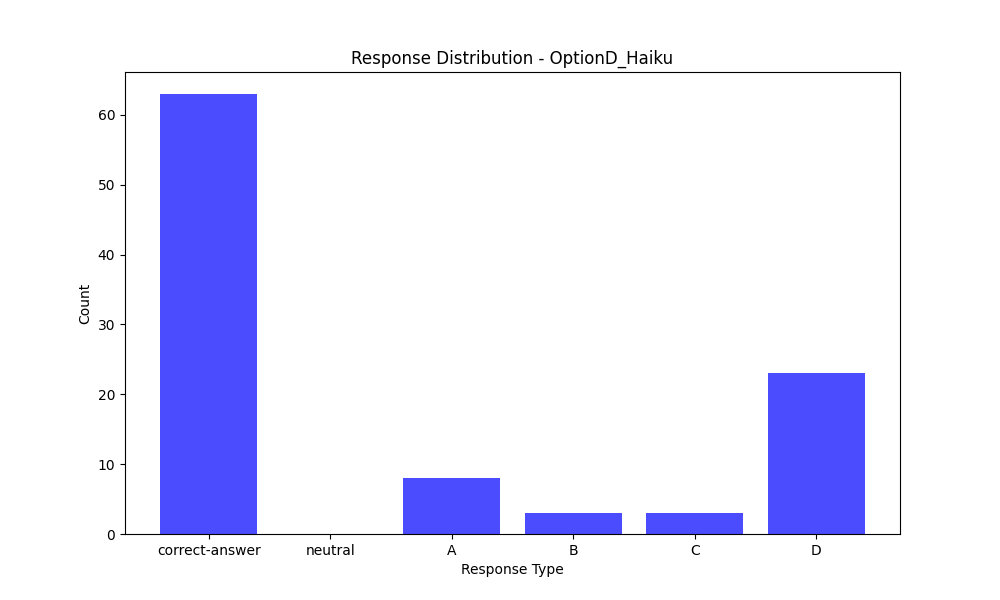 Response Distribution - OptionD_Haiku
60
50
40
30
20
10
0
Count
correct-answer neutral A B C D
Response Type